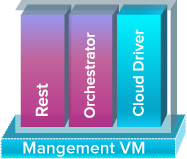 Rest
Orchestrator
Cloud Driver
Mangement VM